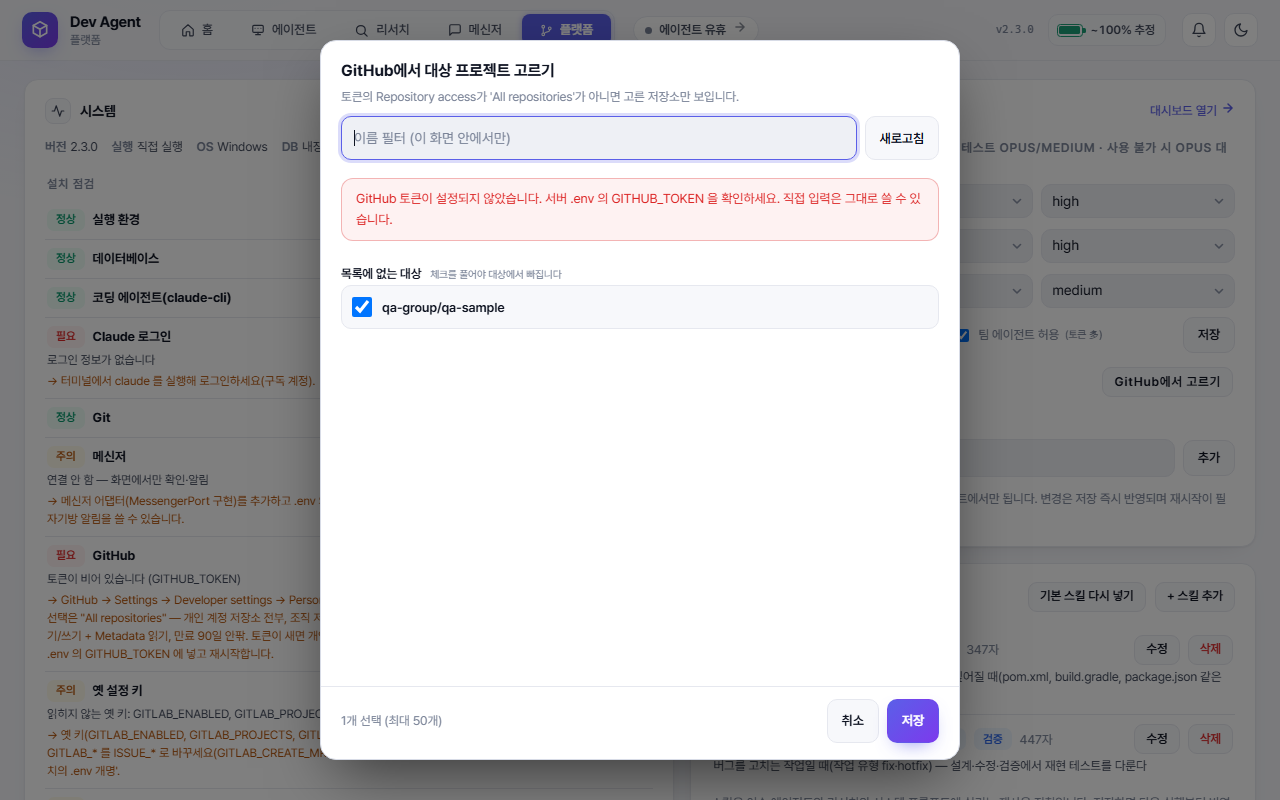 Dev Agent
플랫폼
홈
에이전트
리서치
메신저
플랫폼
에이전트 유휴 →
v2.3.0
~100% 추정
GitHub에서 대상 프로젝트 고르기
토큰의 Repository access가 'All repositories'가 아니면 고른 저장소만 보입니다.
이름 필터 (이 화면 안에서만)
새로고침
GitHub 토큰이 설정되지 않았습니다. 서버 .env 의 GITHUB_TOKEN 을 확인하세요. 직접 입력은 그대로 쓸 수 있
습니다.
목록에 없는 대상 체크를 풀어야 대상에서 빠집니다
qa-group/qa-sample
1개 선택 (최대 50개)
취소
저장
시스템
버전 2.3.0 실행 직접 실행 OS Windows DB 내장
설치 점검
정상 실행 환경
정상 데이터베이스
정상 코딩 에이전트(claude-cli)
필요 Claude 로그인
로그인 정보가 없습니다
→ 터미널에서 claude 를 실행해 로그인하세요(구독 계정).
정상 Git
주의 메신저
연결 안 함 — 화면에서만 확인·알림
→ 메신저 어댑터(MessengerPort 구현)를 추가하고 .env
자기방 알림을 쓸 수 있습니다.
필요 GitHub
토큰이 비어 있습니다 (GITHUB_TOKEN)
→ GitHub → Settings → Developer settings → Perso
선택은 "All repositories" — 개인 계정 저장소 전부, 조직 저
기/쓰기 + Metadata 읽기, 만료 90일 안팎. 토큰이 새면 개
.env 의 GITHUB_TOKEN 에 넣고 재시작합니다.
주의 옛 설정 키
읽히지 않는 옛 키: GITLAB_ENABLED, GITLAB_PROJEC
→ 옛 키(GITLAB_ENABLED, GITLAB_PROJECTS, GITL
GITLAB_* 를 ISSUE_* 로 바꾸세요(GITLAB_CREATE_M
치의 .env 개명'.
대시보드 열기 →
테스트 OPUS/MEDIUM · 사용 불가 시 OPUS 대
high
high
medium
팀 에이전트 허용 (토큰 多)
저장
GitHub에서 고르기
추가
트에서만 됩니다. 변경은 저장 즉시 반영되며 재시작이 필
기본 스킬 다시 넣기
+ 스킬 추가
347자
수정
삭제
어질 때(pom.xml, build.gradle, package.json 같은
검증 447자
수정
삭제
버그를 고치는 작업일 때(작업 유형 fix·hotfix) — 설계·수정·검증에서 재현 테스트를 다룬다